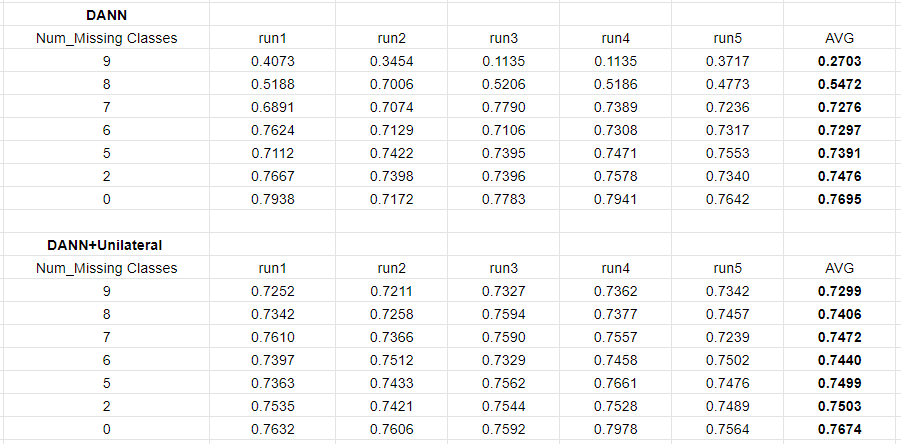 DANN
Num_Missing Classes run1 run2 run3 run4 run5 AVG
9 0.4073 0.3454 0.1135 0.1135 0.3717 0.2703
8 0.5188 0.7006 0.5206 0.5186 0.4773 0.5472
7 0.6891 0.7074 0.7790 0.7389 0.7236 0.7276
6 0.7624 0.7129 0.7106 0.7308 0.7317 0.7297
5 0.7112 0.7422 0.7395 0.7471 0.7553 0.7391
2 0.7667 0.7398 0.7396 0.7578 0.7340 0.7476
0 0.7938 0.7172 0.7783 0.7941 0.7642 0.7695
DANN+Unilateral
Num_Missing Classes run1 run2 run3 run4 run5 AVG
9 0.7252 0.7211 0.7327 0.7362 0.7342 0.7299
8 0.7342 0.7258 0.7594 0.7377 0.7457 0.7406
7 0.7610 0.7366 0.7590 0.7557 0.7239 0.7472
6 0.7397 0.7512 0.7329 0.7458 0.7502 0.7440
5 0.7363 0.7433 0.7562 0.7661 0.7476 0.7499
2 0.7535 0.7421 0.7544 0.7528 0.7489 0.7503
0 0.7632 0.7606 0.7592 0.7978 0.7564 0.7674